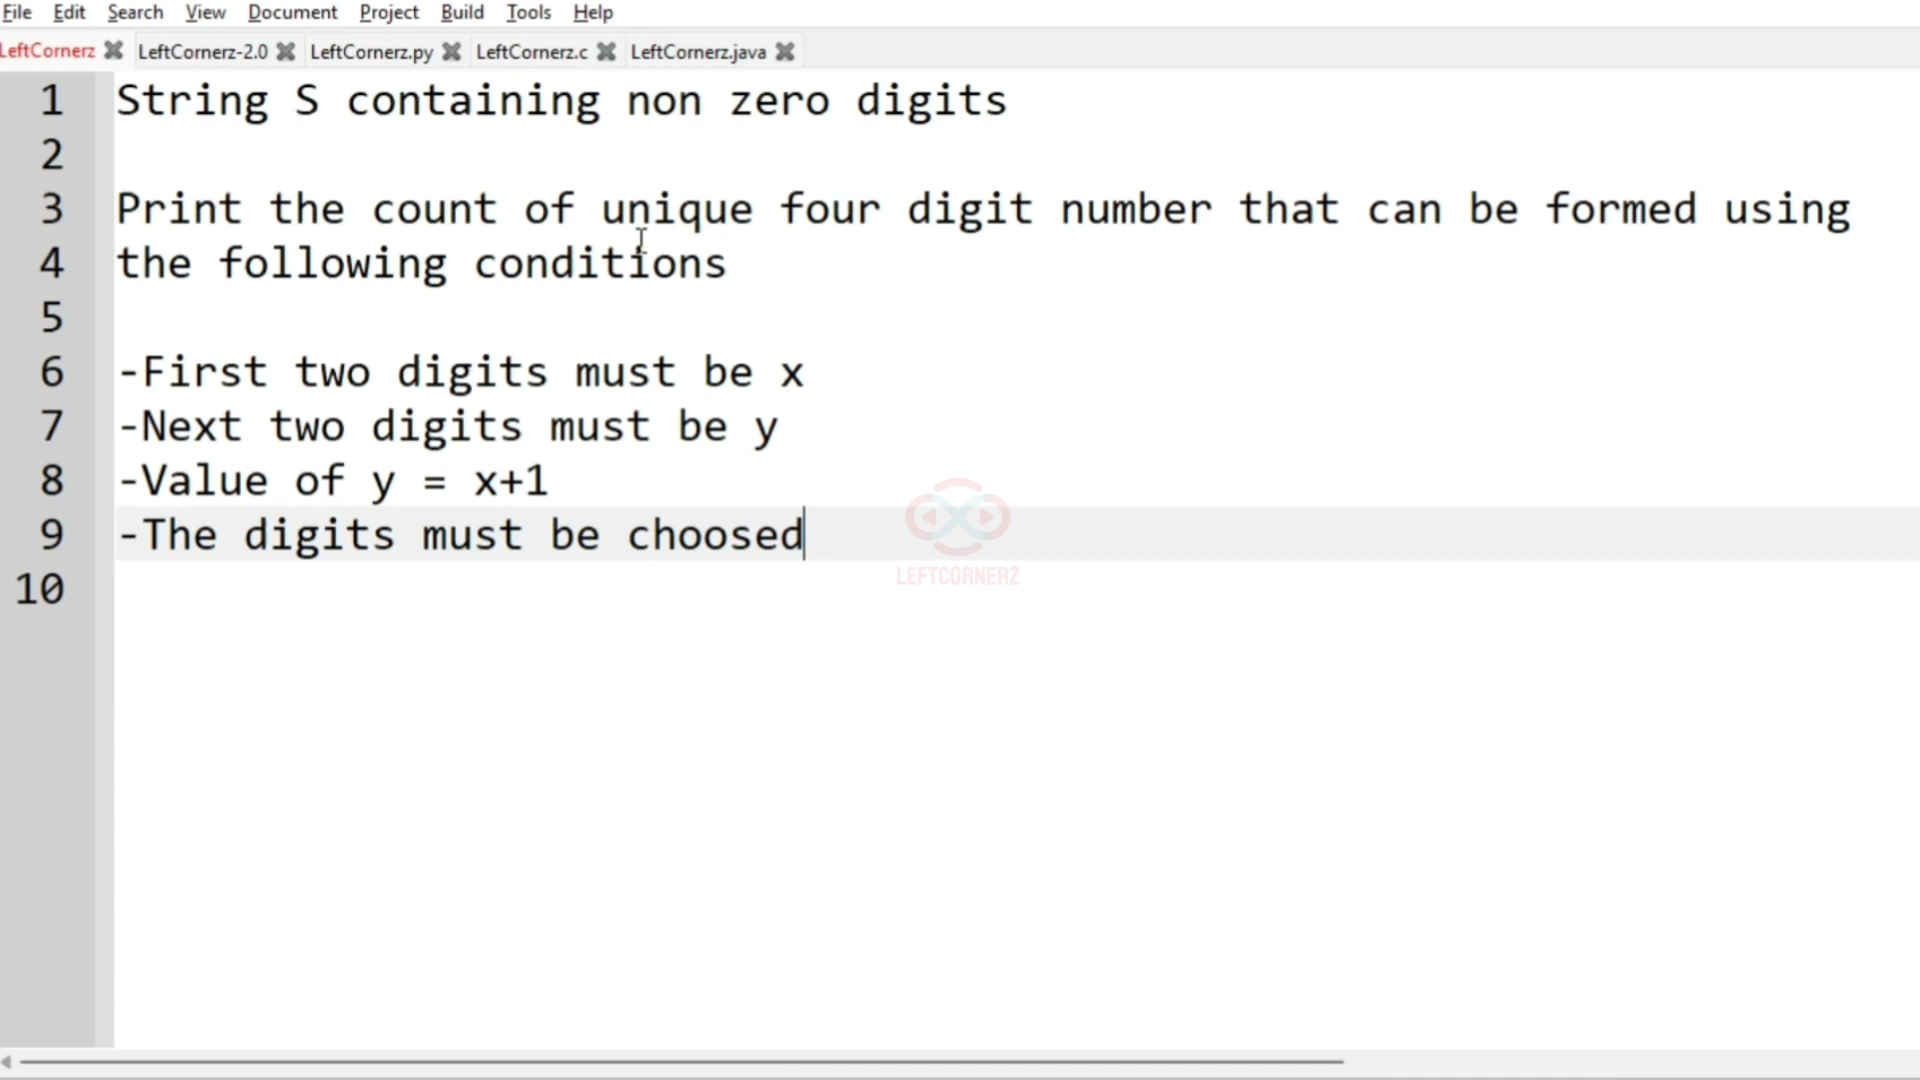 File Edit Search View Document Project Build Tools Help
LeftCornerz LeftCornerz-2.0 LeftCornerz.py LeftCornerz.c LeftCornerz.java
1 String S containing non zero digits
2
3 Print the count of unique four digit number that can be formed using
4 the following conditions
5
6 -First two digits must be x
7 -Next two digits must be y
8 -Value of y = x+1
9 -The digits must be choosed
10
LEFTCORNERZ